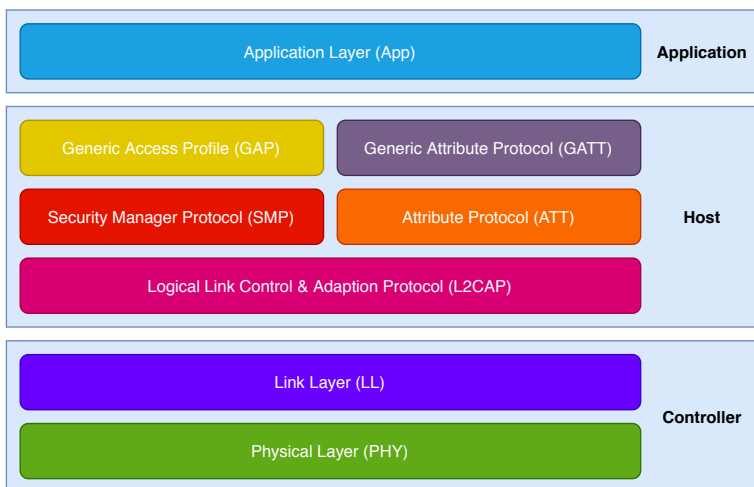 Application Layer (App)
Application
Generic Access Profile (GAP)
Generic Attribute Protocol (GATT)
Security Manager Protocol (SMP)
Attribute Protocol (ATT)
Host
Logical Link Control & Adaption Protocol (L2CAP)
Link Layer (LL)
Controller
Physical Layer (PHY)